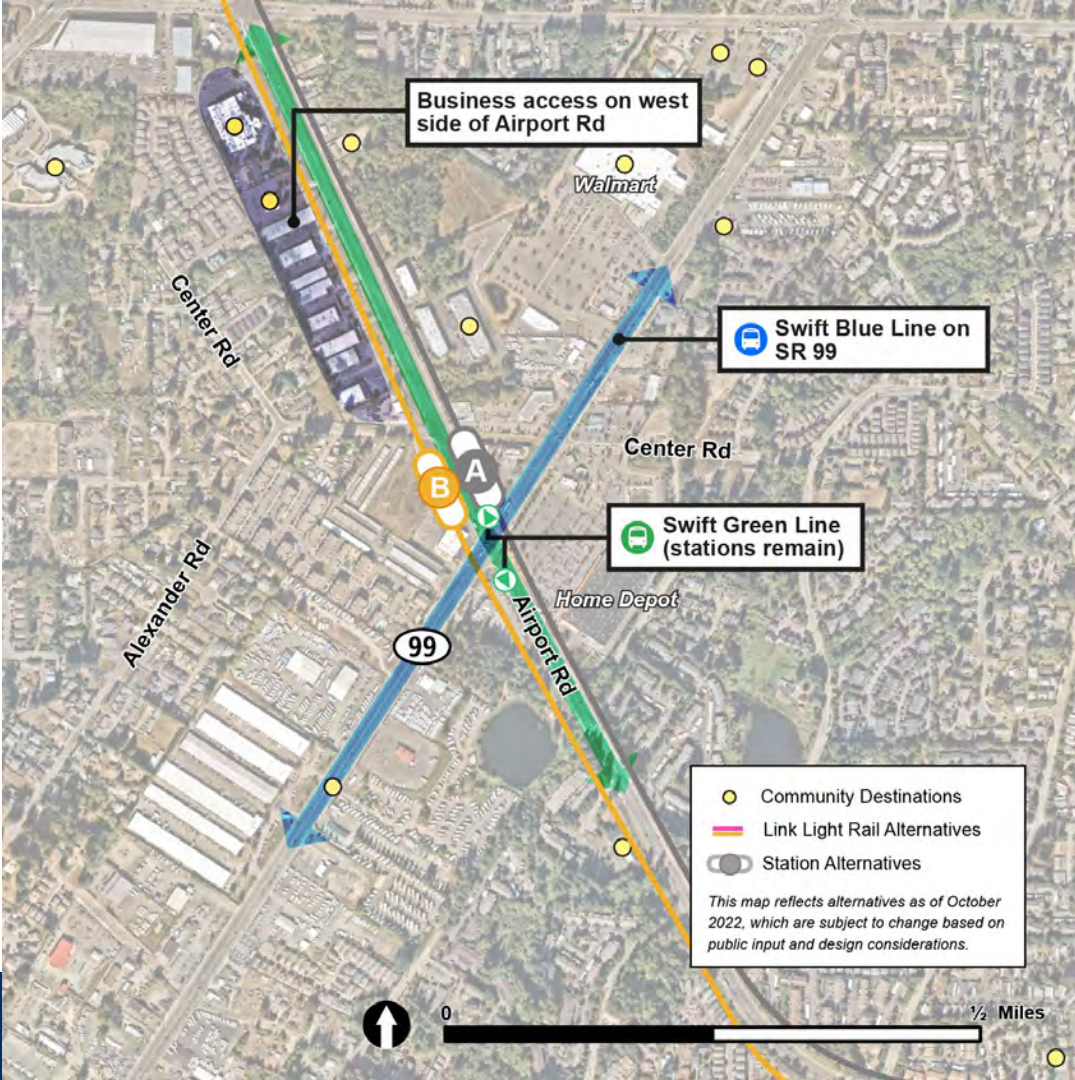 Business access on west
side of Airport Rd
Walmart
Center Rd
Swift Blue Line on
SR 99
Center Rd
A
B
Swift Green Line
(stations remain)
Alexander Rd
Home Depot
Airport Rd
99
Community Destinations
Link Light Rail Alternatives
Station Alternatives
This map reflects alternatives as of October
2022, which are subject to change based on
public input and design considerations.
0
½ Miles